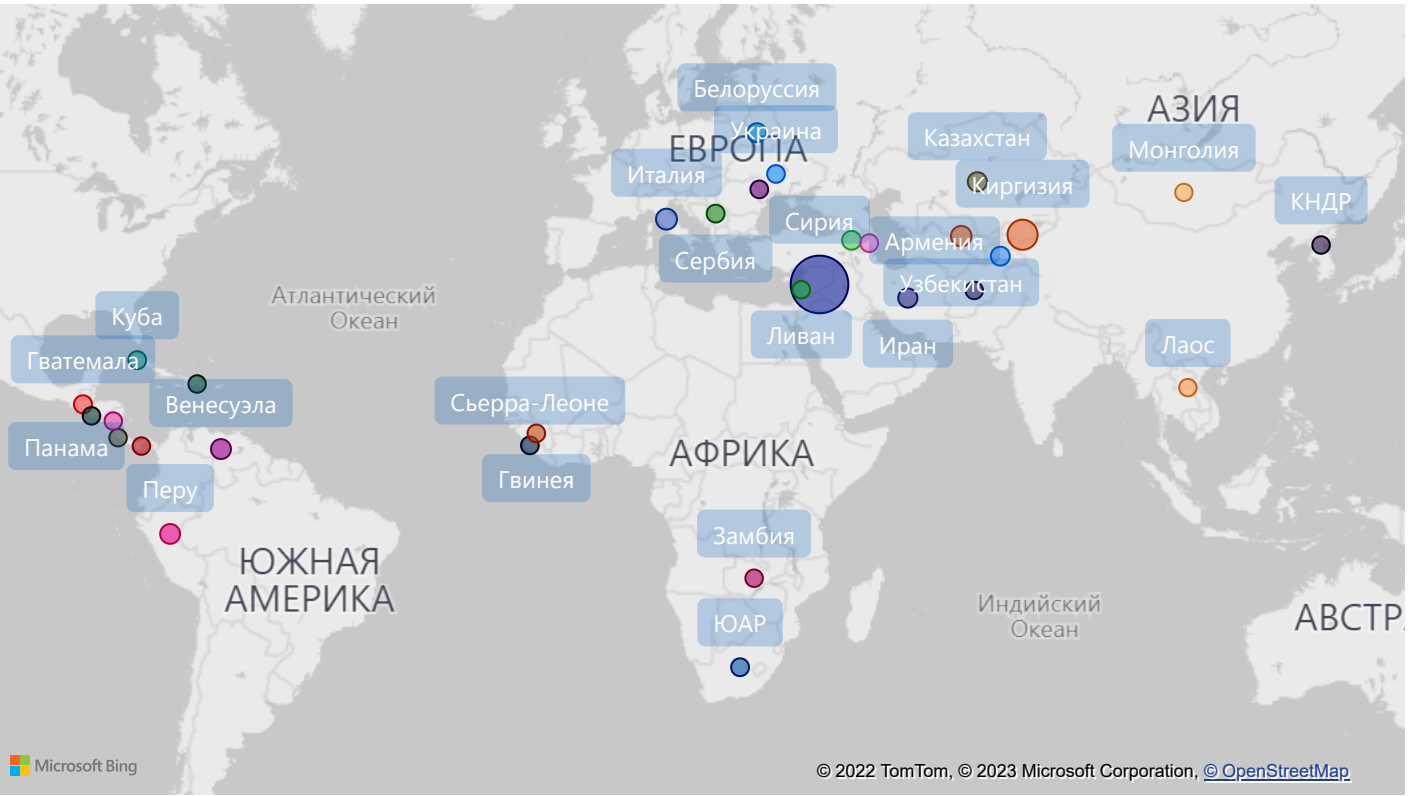 Белоруссия
АЗИЯ
Украина
Казахстан
Монголия
ЕВРОПА
Италия
Киргизия
КНДР
Сирия
Армения
Сербия
Узбекистан
Атлантический
Океан
Куба
Ливан
Иран
Лаос
Гватемала
Венесуэла
Сьерра-Леоне
Панама
АФРИКА
Перу
Гвинея
Замбия
ЮЖНАЯ
АМЕРИКА
Индийский
Океан
ЮАР
АВСТР
Microsoft Bing
© 2022 TomTom, © 2023 Microsoft Corporation, © OpenStreetMap